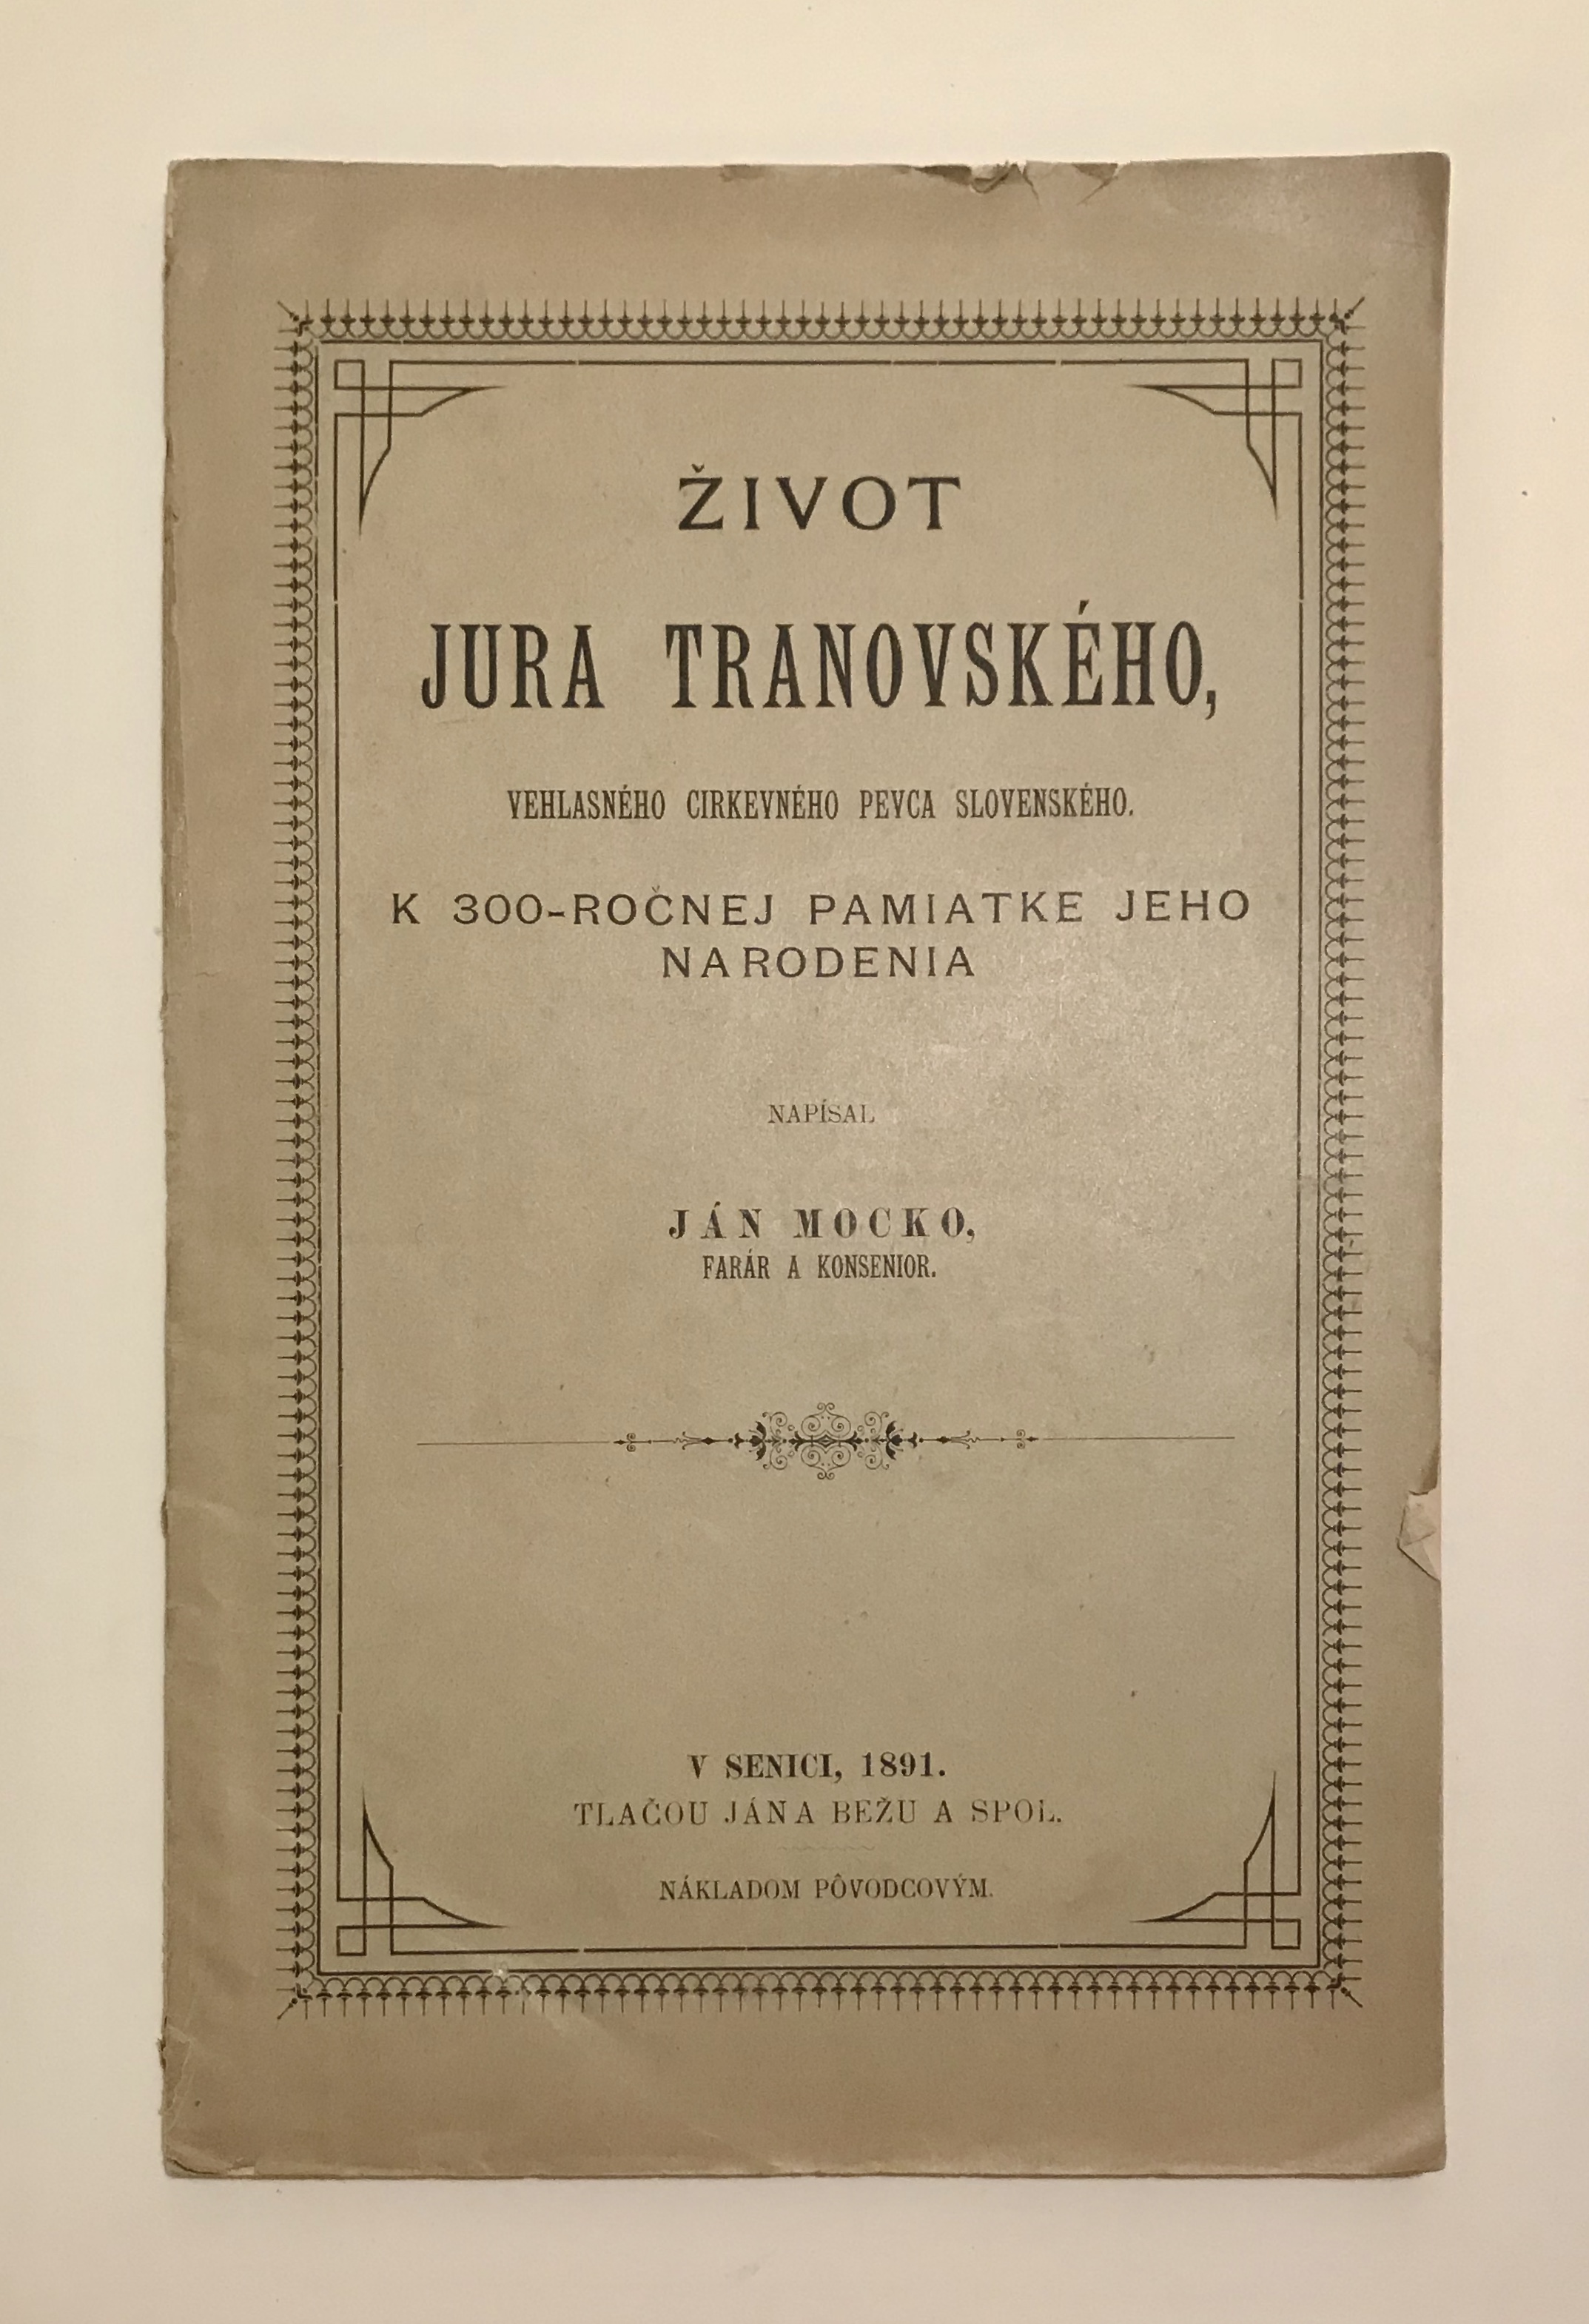 ŽIVOT
JURA TRANOVSKÉHO,
VEHLASNÉHO CIRKEVNÉHO PEVCA SLOVENSKÉHO.
K 300-ROČNEJ PAMIATKE JEHO
NARODENIA
NAPÍSAL
JÁN MOCKO,
FARÁR A KONSENIOR.
V SENICI, 1891.
TLAČOU JÁNA BEŽU A SPOL.
NÁKLADOM PÔVODCOVÝM.